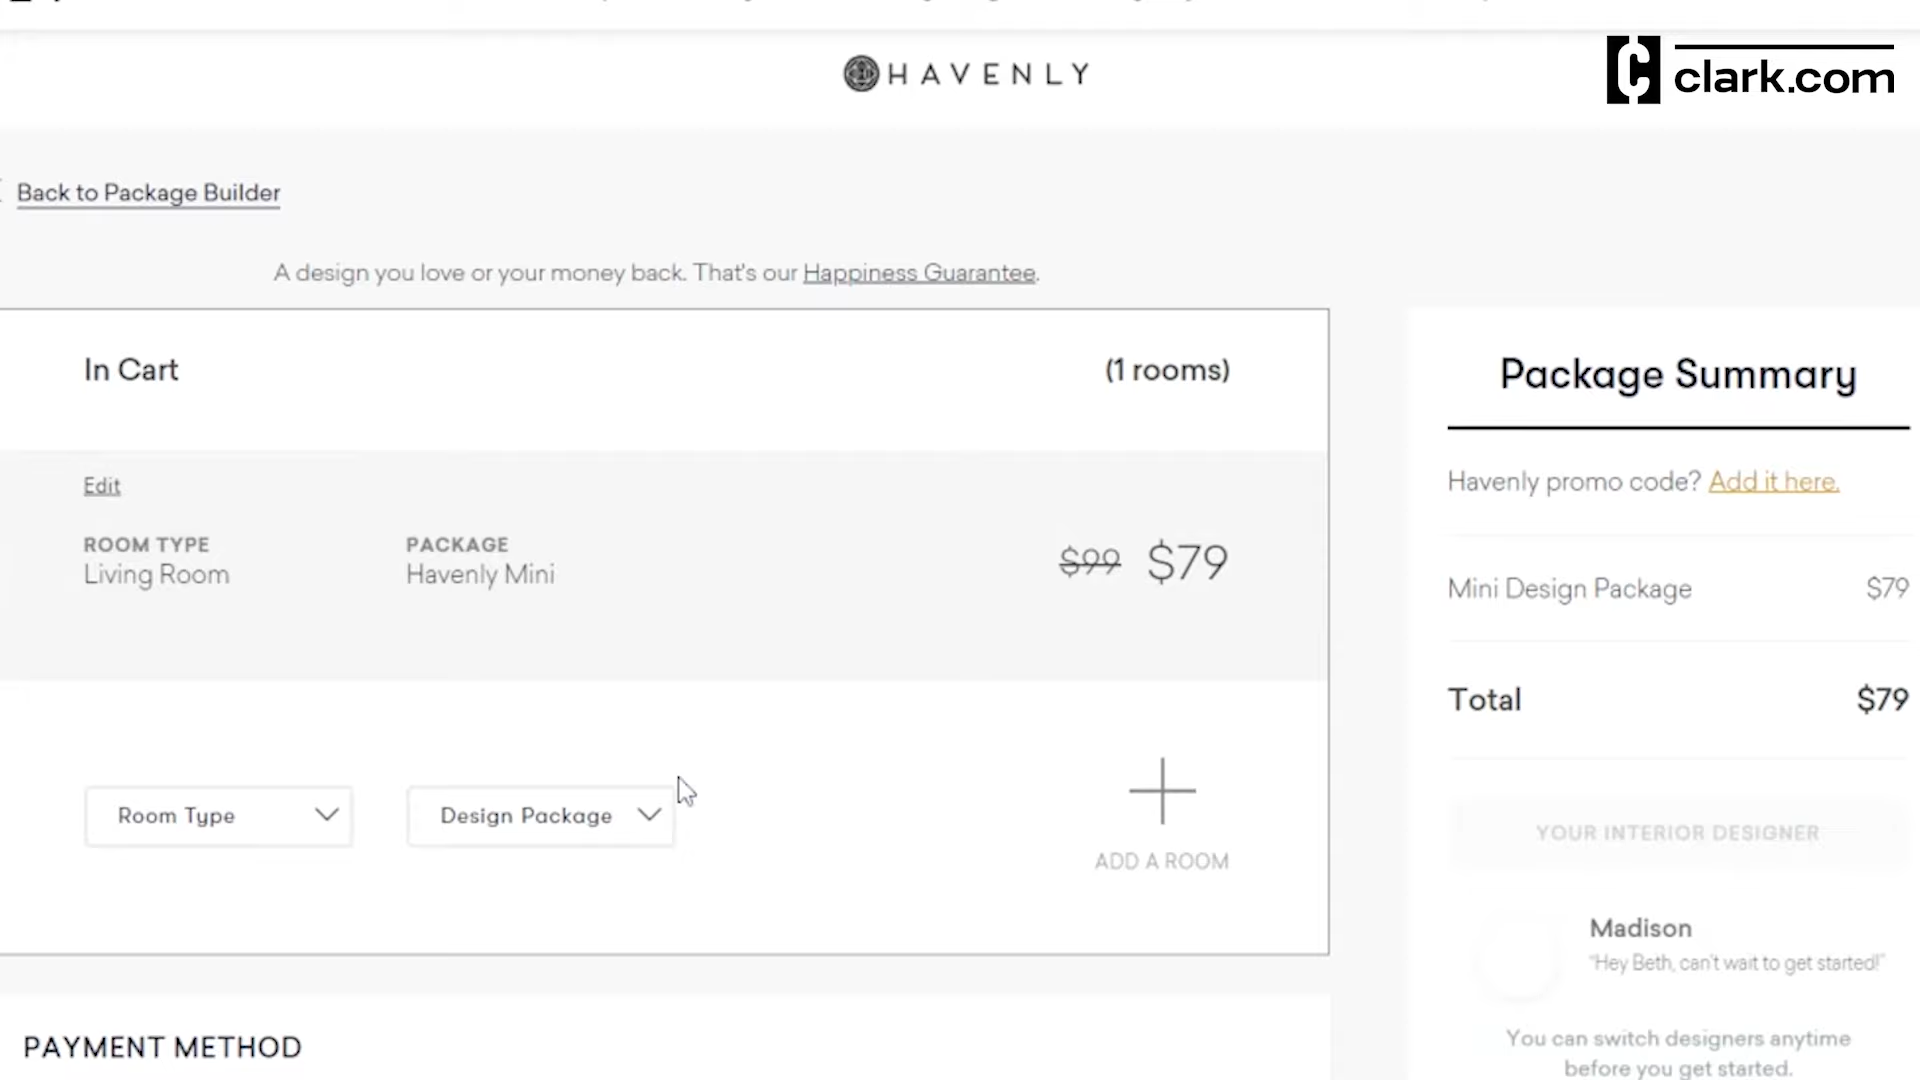 HAVENLY
clark.com
Back to Package Builder
A design you love or your money back. That's our Happiness Guarantee.
In Cart
(1 rooms)
Edit
ROOM TYPE
Living Room
PACKAGE
Havenly Mini
$99 $79
Room Type
Design Package
ADD A ROOM
PAYMENT METHOD
Package Summary
Havenly promo code? Add it here.
Mini Design Package $79
Total $79
YOUR INTERIOR DESIGNER
Madison
"Hey Beth, can't wait to get started!"
You can switch designers anytime
before you get started.